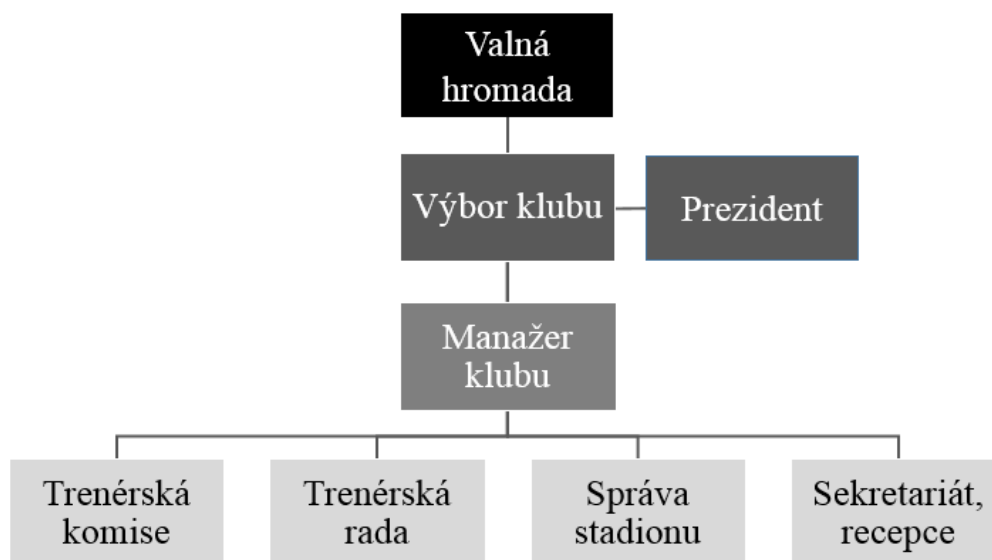 Valná
hromada
Výbor klubu
Prezident
Manažer
klubu
Trenérská
komise
Trenérská
rada
Správa
stadionu
Sekretariát,
recepce